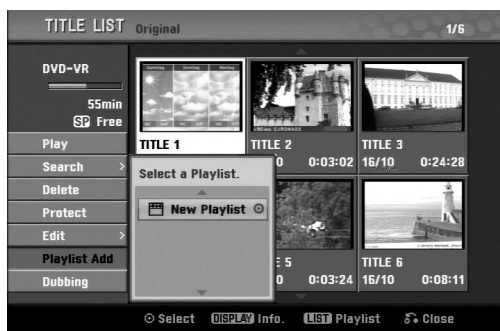 TITLE LIST Original 1/6
DVD-VR
55min
SP Free
Play
Search >
Delete
Protect
Edit >
Playlist Add
Dubbing
TITLE 1
TITLE 2
0 0:03:02
TITLE 3
16/10 0:24:28
Select a Playlist.
New Playlist
E 5
0 0:03:24
TITLE 6
16/10 0:08:11
Select DISPLAY Info. LIST Playlist Close